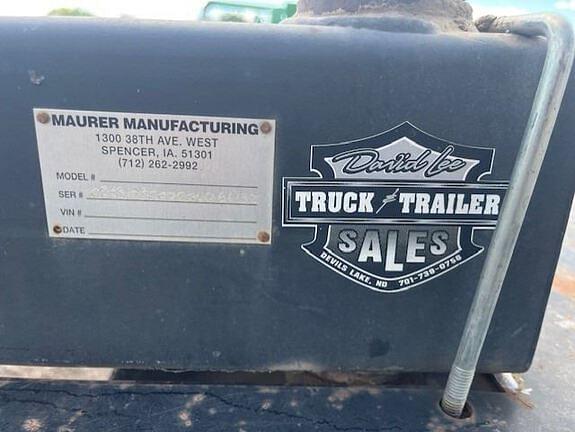 MAURER MANUFACTURING
1300 38TH AVE. WEST
SPENCER, IA. 51301
(712) 262-2992
MODEL #
SER #
VIN #
DATE
David Lee
TRUCK & TRAILER
SALES
DEVILS LAKE, ND 701-739-0750